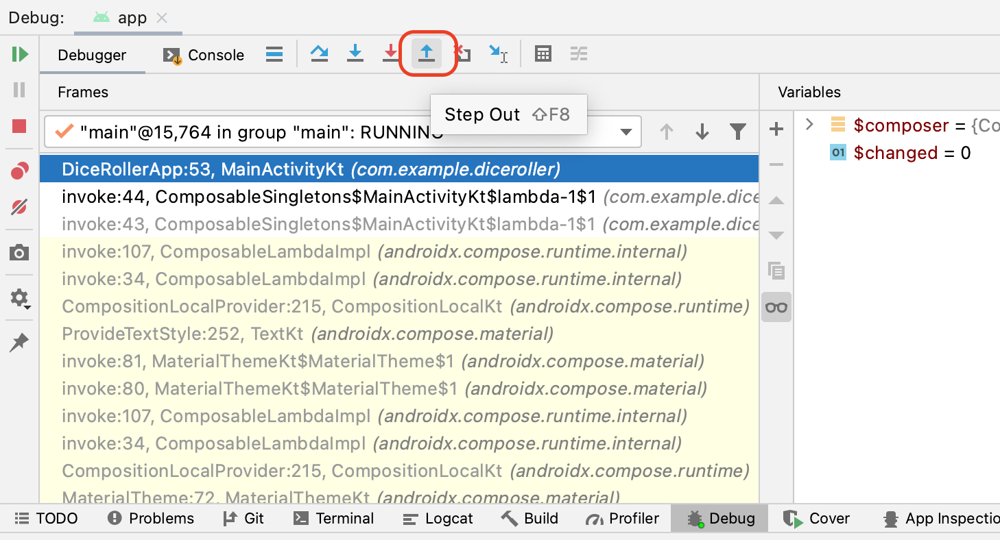 Debug: app
Debugger Console
Frames
Variables
Step Out ⇧F8
"main"@15,764 in group "main": RUNNING
$composer = {Co
01 $changed = 0
DiceRollerApp:53, MainActivityKt (com.example.diceroller)
invoke:44, ComposableSingletons$MainActivityKt$lambda-1$1 (com.example.dice
invoke:43, ComposableSingletons$MainActivityKt$lambda-1$1 (com.example.dice
invoke:107, ComposableLambdaImpl (androidx.compose.runtime.internal)
invoke:34, ComposableLambdaImpl (androidx.compose.runtime.internal)
CompositionLocalProvider:215, CompositionLocalKt (androidx.compose.runtime)
ProvideTextStyle:252, TextKt (androidx.compose.material)
invoke:81, MaterialThemeKt$MaterialTheme$1 (androidx.compose.material)
invoke:80, MaterialThemeKt$MaterialTheme$1 (androidx.compose.material)
invoke:107, ComposableLambdaImpl (androidx.compose.runtime.internal)
invoke:34, ComposableLambdaImpl (androidx.compose.runtime.internal)
CompositionLocalProvider:215, CompositionLocalKt (androidx.compose.runtime)
MaterialTheme:72, MaterialThemeKt (androidx.compose.material)
TODO Problems Git Terminal Logcat Build Profiler Debug Cover App Inspectio